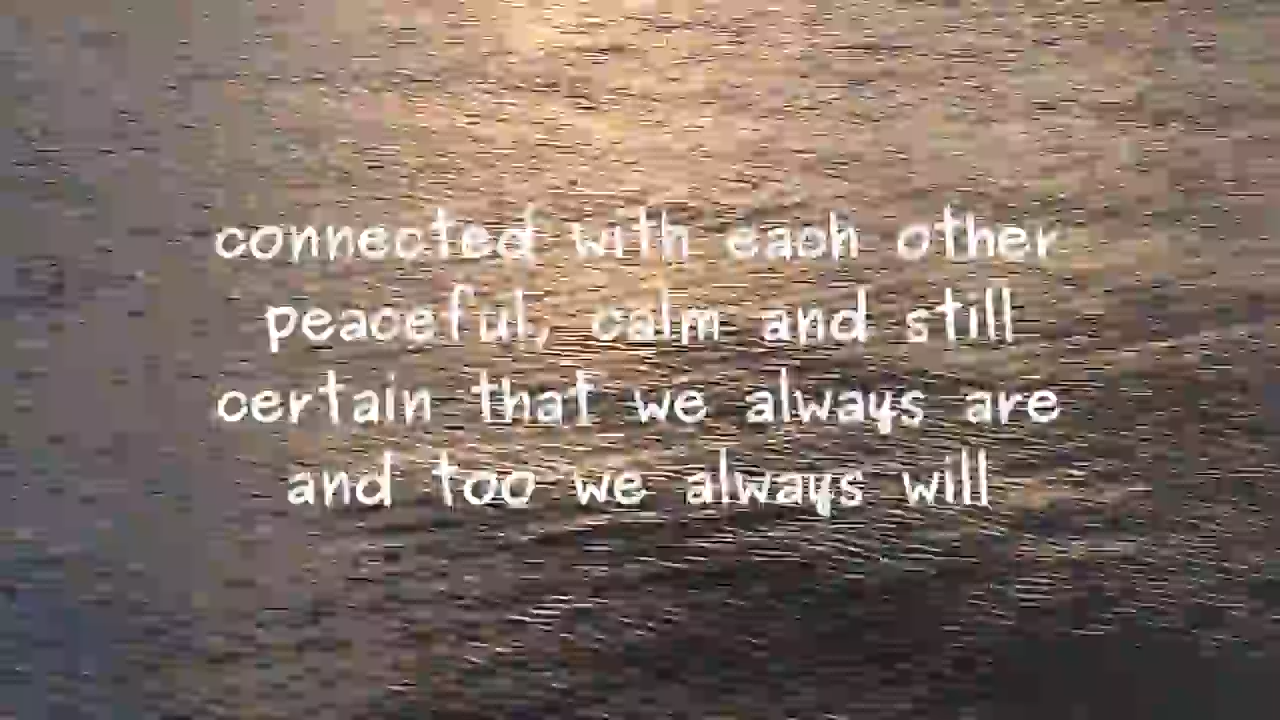 connected with each other
peaceful, calm and still
certain that we always are
and too we always will